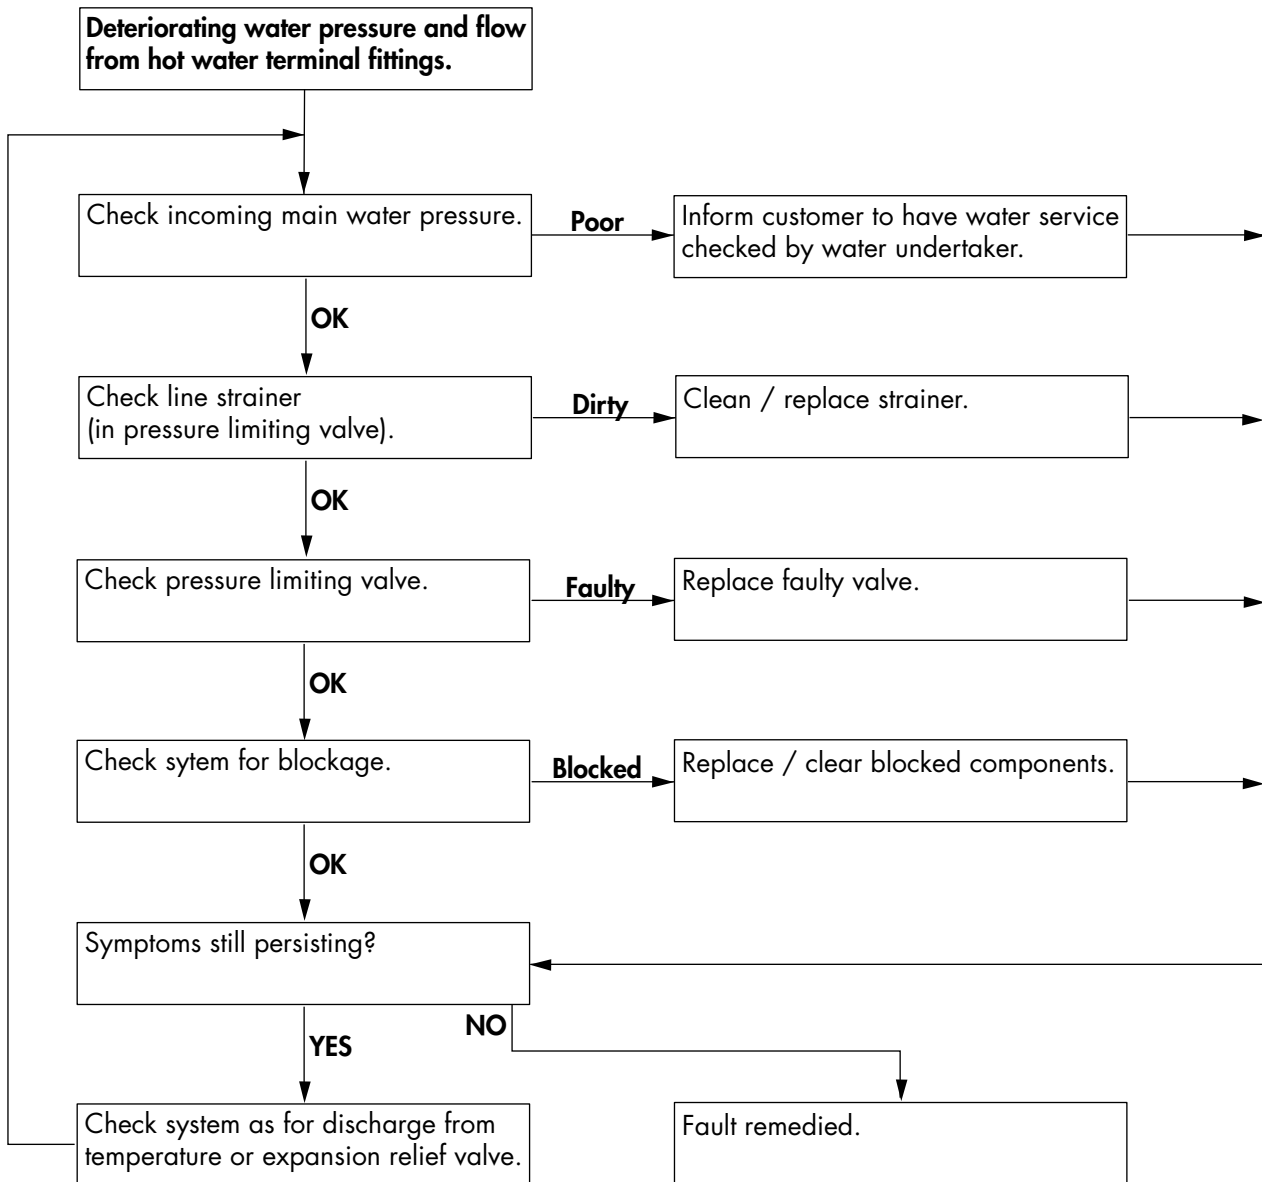 Deteriorating water pressure and flow
from hot water terminal fittings.
Check incoming main water pressure.
Poor
Inform customer to have water service
checked by water undertaker.
OK
Check line strainer
(in pressure limiting valve).
Dirty
Clean / replace strainer.
OK
Check pressure limiting valve.
Faulty
Replace faulty valve.
OK
Check sytem for blockage.
Blocked
Replace / clear blocked components.
OK
Symptoms still persisting?
NO
YES
Check system as for discharge from
temperature or expansion relief valve.
Fault remedied.